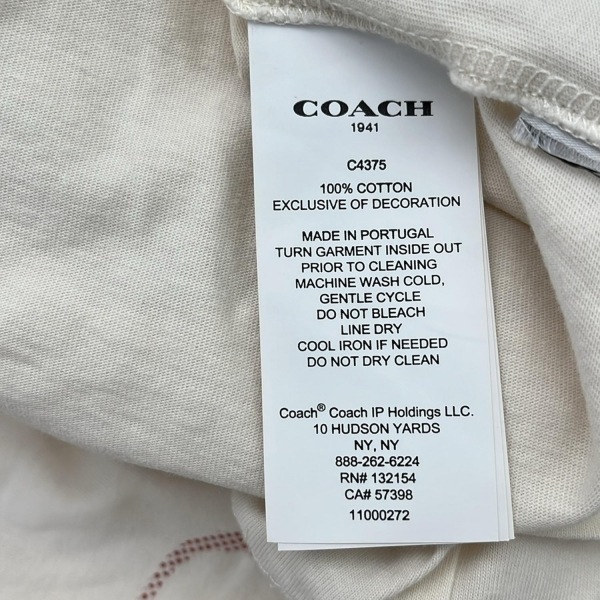 COACH
1941
C4375
100% COTTON
EXCLUSIVE OF DECORATION
MADE IN PORTUGAL
TURN GARMENT INSIDE OUT
PRIOR TO CLEANING
MACHINE WASH COLD,
GENTLE CYCLE
DO NOT BLEACH
LINE DRY
COOL IRON IF NEEDED
DO NOT DRY CLEAN
Coach® Coach IP Holdings LLC.
10 HUDSON YARDS
NY, NY
888-262-6224
RN# 132154
CA# 57398
11000272